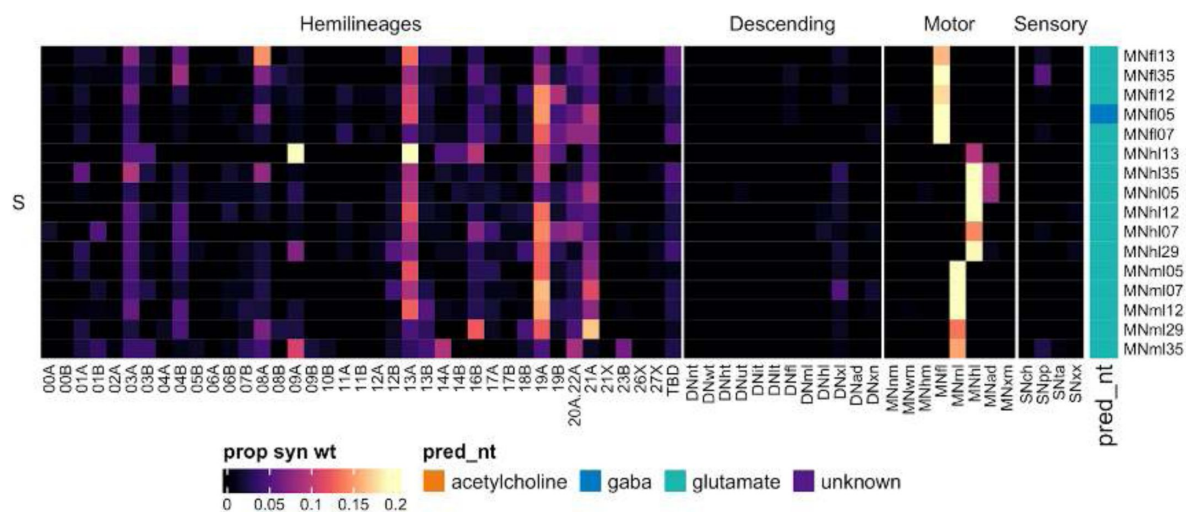 Hemilineages Descending Motor Sensory
S
MNfl13
MNfl35
MNfl12
MNfl05
MNfl07
MNhl13
MNhl35
MNhl05
MNhl12
MNhl07
MNhl29
MNml05
MNml07
MNml12
MNml29
MNml35
00A
00B
01A
01B
02A
03A
03B
04A
04B
05B
06A
06B
07B
08A
08B
09A
09B
10B
11A
11B
12A
12B
13A
13B
14A
14B
16B
17A
17B
18B
19A
19B
20A.22A
21A
21X
23B
26X
27X
TBD
DNnt
DNwt
DNht
DNut
DNit
DNlt
DNfl
DNml
DNhl
DNxl
DNad
DNxn
MNnm
MNwm
MNhm
MNfl
MNml
MNhl
MNad
MNxm
SNch
SNpp
SNta
SNxx
pred_nt
prop syn wt
0 0.05 0.1 0.15 0.2
pred_nt
acetylcholine gaba glutamate unknown